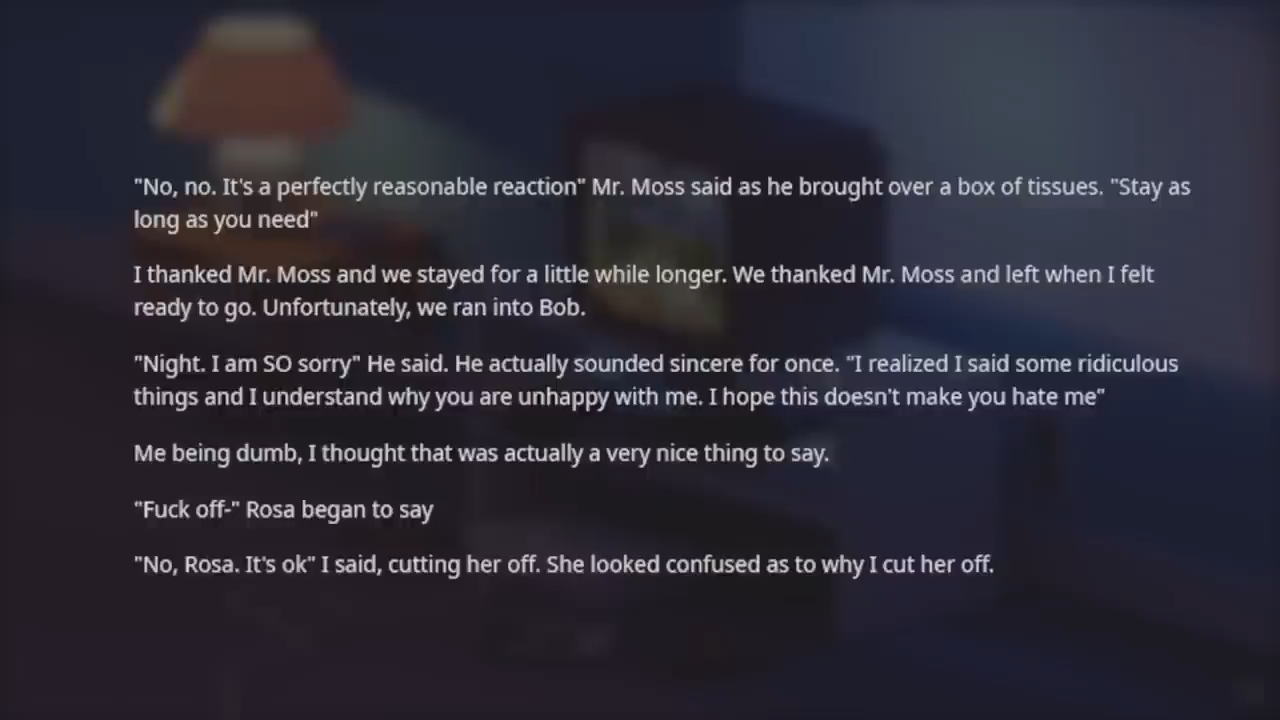 "No, no. It's a perfectly reasonable reaction" Mr. Moss said as he brought over a box of tissues. "Stay as
long as you need"
I thanked Mr. Moss and we stayed for a little while longer. We thanked Mr. Moss and left when I felt
ready to go. Unfortunately, we ran into Bob.
"Night. I am SO sorry" He said. He actually sounded sincere for once. "I realized I said some ridiculous
things and I understand why you are unhappy with me. I hope this doesn't make you hate me"
Me being dumb, I thought that was actually a very nice thing to say.
"Fuck off-" Rosa began to say
"No, Rosa. It's ok" I said, cutting her off. She looked confused as to why I cut her off.